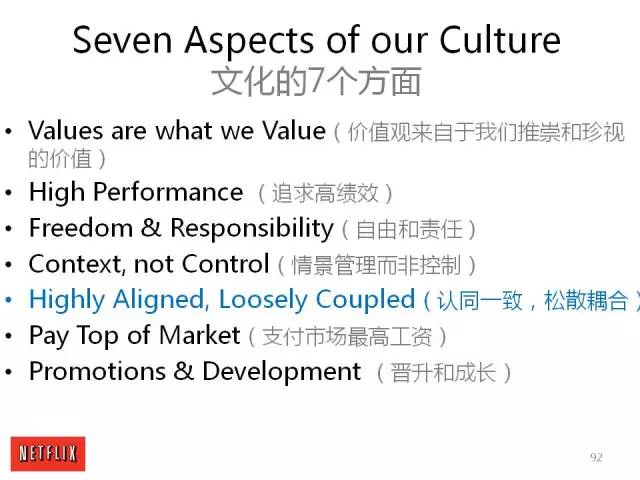 Seven Aspects of our Culture
文化的7个方面
• Values are what we Value（价值观来自于我们推崇和珍视
的价值）
• High Performance （追求高绩效）
• Freedom & Responsibility（自由和责任）
• Context, not Control（情景管理而非控制）
• Highly Aligned, Loosely Coupled（认同一致，松散耦合）
• Pay Top of Market（支付市场最高工资）
• Promotions & Development （晋升和成长）
NETFLIX
92